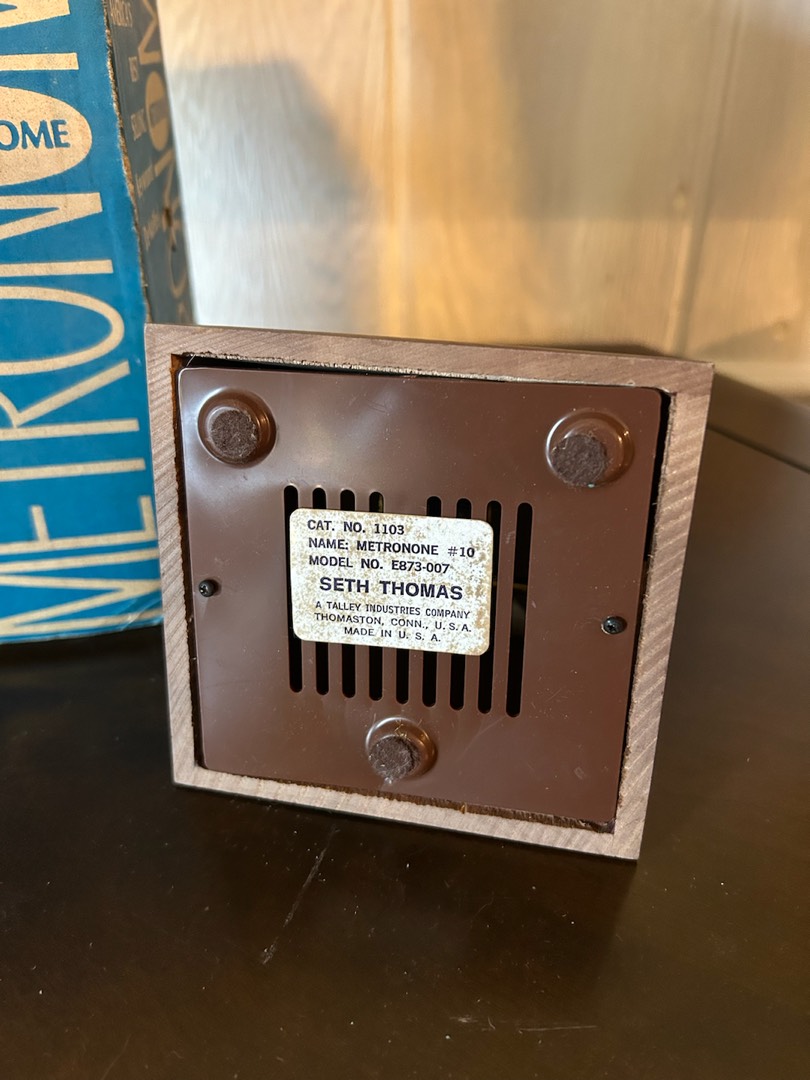 OME
METRONOM
CAT. NO. 1103
NAME: METRONONE #10
MODEL NO. E873-007
SETH THOMAS
A TALLEY INDUSTRIES COMPANY
THOMASTON, CONN., U.S.A.
MADE IN U. S. A.